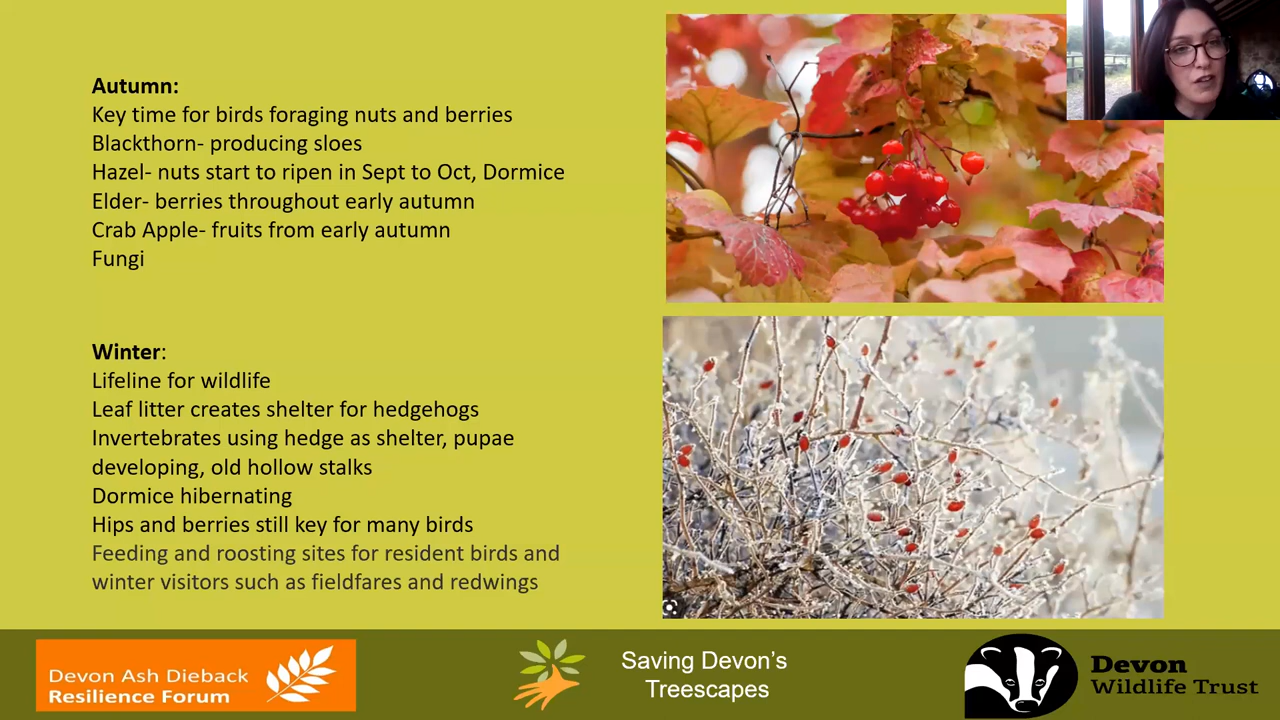 Autumn:
Key time for birds foraging nuts and berries
Blackthorn- producing sloes
Hazel- nuts start to ripen in Sept to Oct, Dormice
Elder- berries throughout early autumn
Crab Apple- fruits from early autumn
Fungi
Winter:
Lifeline for wildlife
Leaf litter creates shelter for hedgehogs
Invertebrates using hedge as shelter, pupae
developing, old hollow stalks
Dormice hibernating
Hips and berries still key for many birds
Feeding and roosting sites for resident birds and
winter visitors such as fieldfares and redwings
Devon Ash Dieback
Resilience Forum
Saving Devon's
Treescapes
Devon
Wildlife Trust